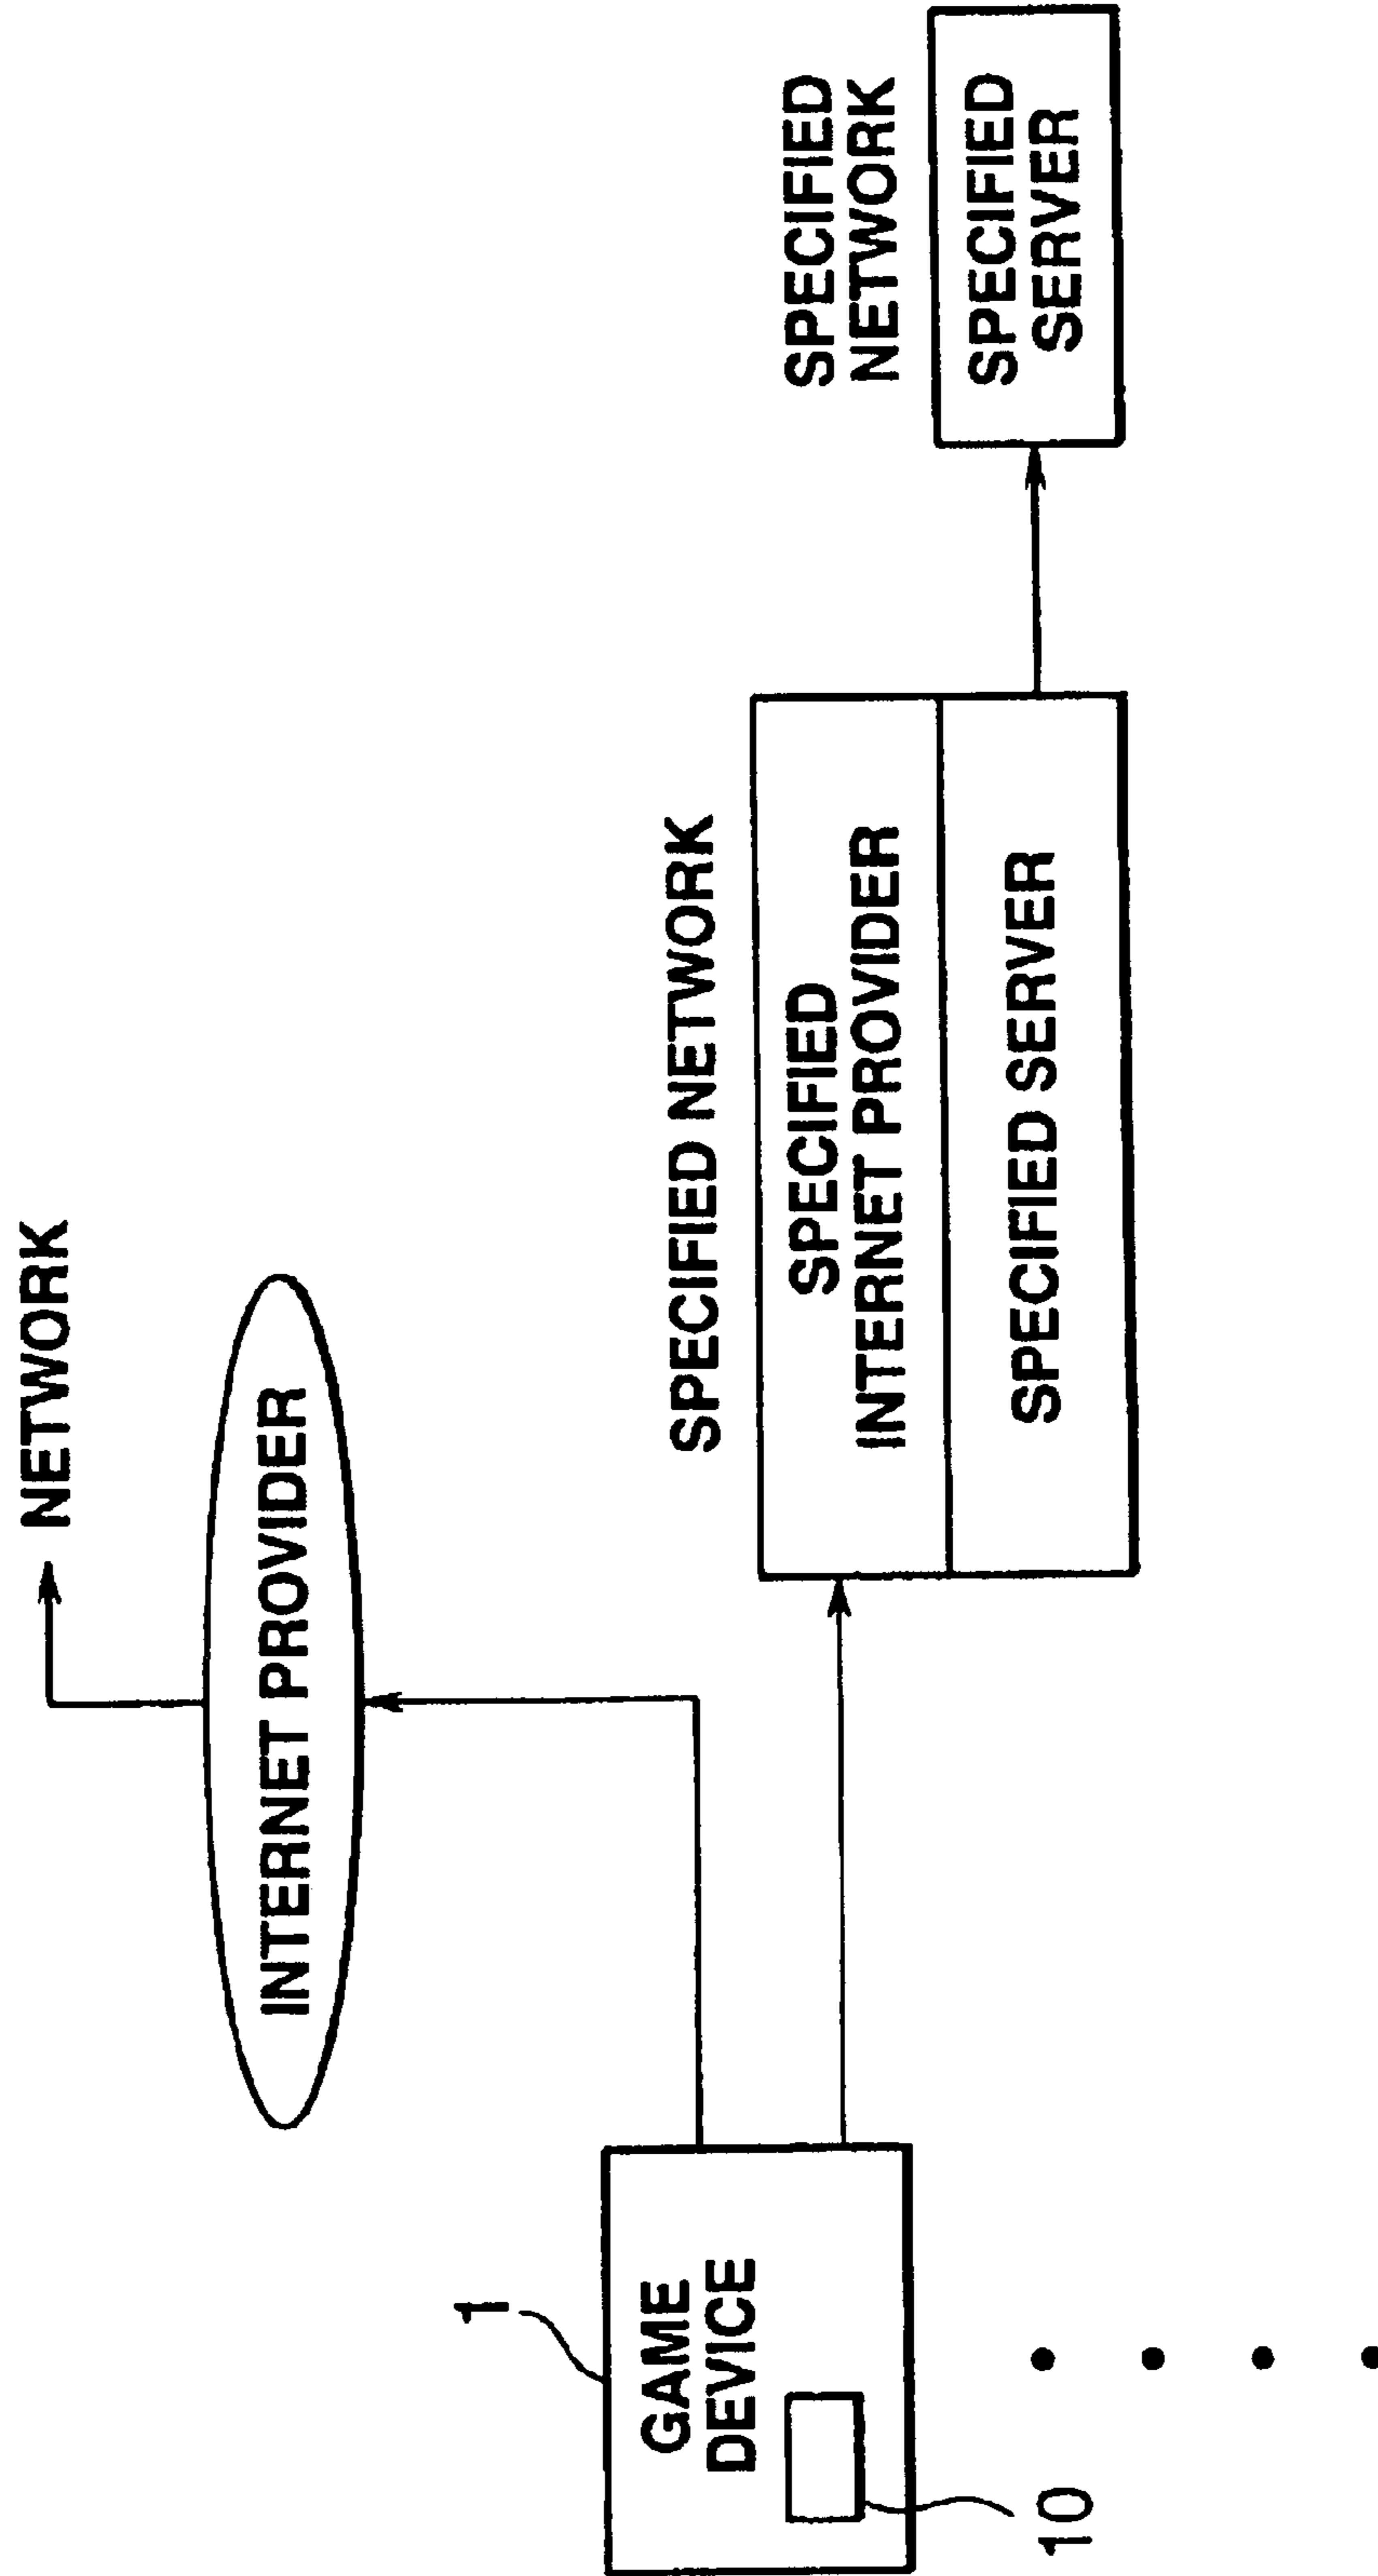 NETWORK
INTERNET PROVIDER
1
GAME
DEVICE
10
SPECIFIED NETWORK
SPECIFIED
INTERNET PROVIDER
SPECIFIED SERVER
SPECIFIED
NETWORK
SPECIFIED
SERVER